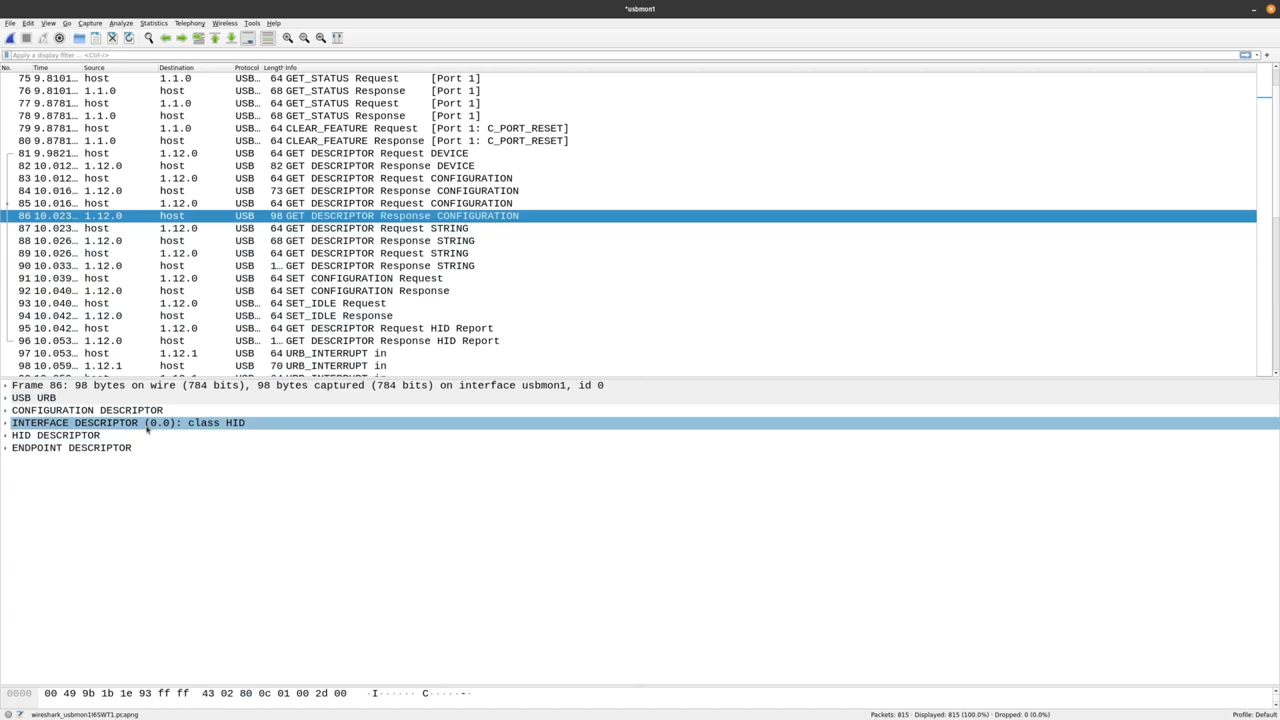 *usbmon1
File Edit View Go Capture Analyze Statistics Telephony Wireless Tools Help
Apply a display filter ... <Ctrl-/>
No. Time Source Destination Protocol Length Info
75 9.8101… host 1.1.0 USB… 64 GET_STATUS Request [Port 1]
76 9.8101… 1.1.0 host USB… 68 GET_STATUS Response [Port 1]
77 9.8781… host 1.1.0 USB… 64 GET_STATUS Request [Port 1]
78 9.8781… 1.1.0 host USB… 68 GET_STATUS Response [Port 1]
79 9.8781… host 1.1.0 USB… 64 CLEAR_FEATURE Request [Port 1: C_PORT_RESET]
80 9.8781… 1.1.0 host USB… 64 CLEAR_FEATURE Response [Port 1: C_PORT_RESET]
81 9.9821… host 1.12.0 USB 64 GET DESCRIPTOR Request DEVICE
82 10.012… 1.12.0 host USB 82 GET DESCRIPTOR Response DEVICE
83 10.012… host 1.12.0 USB 64 GET DESCRIPTOR Request CONFIGURATION
84 10.016… 1.12.0 host USB 73 GET DESCRIPTOR Response CONFIGURATION
85 10.016… host 1.12.0 USB 64 GET DESCRIPTOR Request CONFIGURATION
86 10.023… 1.12.0 host USB 98 GET DESCRIPTOR Response CONFIGURATION
87 10.023… host 1.12.0 USB 64 GET DESCRIPTOR Request STRING
88 10.026… 1.12.0 host USB 68 GET DESCRIPTOR Response STRING
89 10.026… host 1.12.0 USB 64 GET DESCRIPTOR Request STRING
90 10.033… 1.12.0 host USB 1… GET DESCRIPTOR Response STRING
91 10.039… host 1.12.0 USB 64 SET CONFIGURATION Request
92 10.040… 1.12.0 host USB 64 SET CONFIGURATION Response
93 10.040… host 1.12.0 USB… 64 SET_IDLE Request
94 10.042… 1.12.0 host USB… 64 SET_IDLE Response
95 10.042… host 1.12.0 USB… 64 GET DESCRIPTOR Request HID Report
96 10.053… 1.12.0 host USB… 1… GET DESCRIPTOR Response HID Report
97 10.053… host 1.12.1 USB 64 URB_INTERRUPT in
98 10.059… 1.12.1 host USB 70 URB_INTERRUPT in
Frame 86: 98 bytes on wire (784 bits), 98 bytes captured (784 bits) on interface usbmon1, id 0
USB URB
CONFIGURATION DESCRIPTOR
INTERFACE DESCRIPTOR (0.0): class HID
HID DESCRIPTOR
ENDPOINT DESCRIPTOR
0000 00 49 9b 1b 1e 93 ff ff 43 02 80 0c 01 00 2d 00 ·I······ C·····-·
wireshark_usbmon1I6SWT1.pcapng Packets: 815 · Displayed: 815 (100.0%) · Dropped: 0 (0.0%) Profile: Default